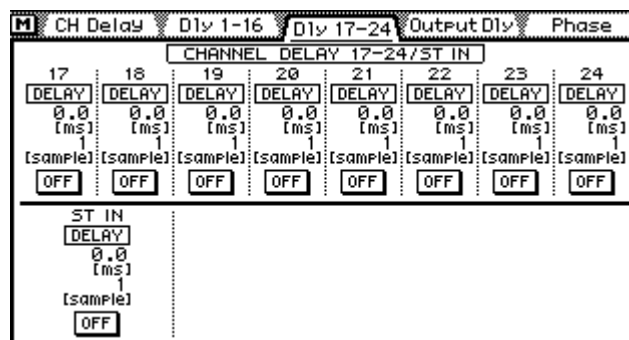 M CH Delay Dly 1-16 Dly 17-24 Output Dly Phase
CHANNEL DELAY 17-24/ST IN
17 18 19 20 21 22 23 24
DELAY DELAY DELAY DELAY DELAY DELAY DELAY DELAY
0.0 0.0 0.0 0.0 0.0 0.0 0.0 0.0
[ms] [ms] [ms] [ms] [ms] [ms] [ms] [ms]
1 1 1 1 1 1 1 1
[sample] [sample] [sample] [sample] [sample] [sample] [sample] [sample]
OFF OFF OFF OFF OFF OFF OFF OFF
ST IN
DELAY
0.0
[ms]
1
[sample]
OFF